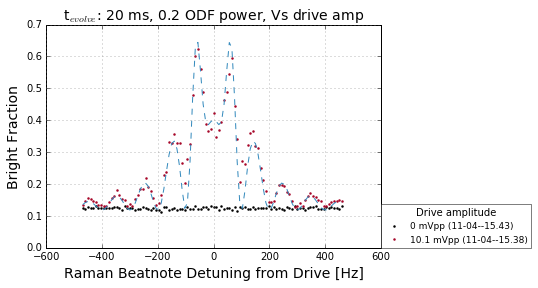 t_evolve: 20 ms, 0.2 ODF power, Vs drive amp
0.7
0.6
0.5
0.4
0.3
0.2
0.1
0.0
Bright Fraction
−600 −400 −200 0 200 400 600
Raman Beatnote Detuning from Drive [Hz]
Drive amplitude
0 mVpp (11-04--15.43)
10.1 mVpp (11-04--15.38)